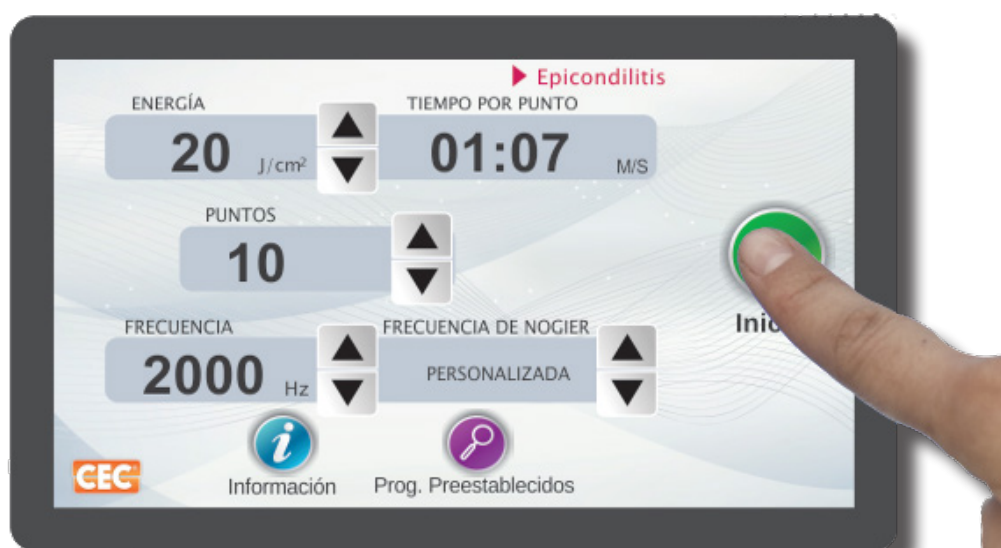 Epicondilitis
ENERGÍA
TIEMPO POR PUNTO
20 J/cm²
01:07 M/S
PUNTOS
10
FRECUENCIA
FRECUENCIA DE NOGIER
2000 Hz
PERSONALIZADA
Información
Prog. Preestablecidos
CEC